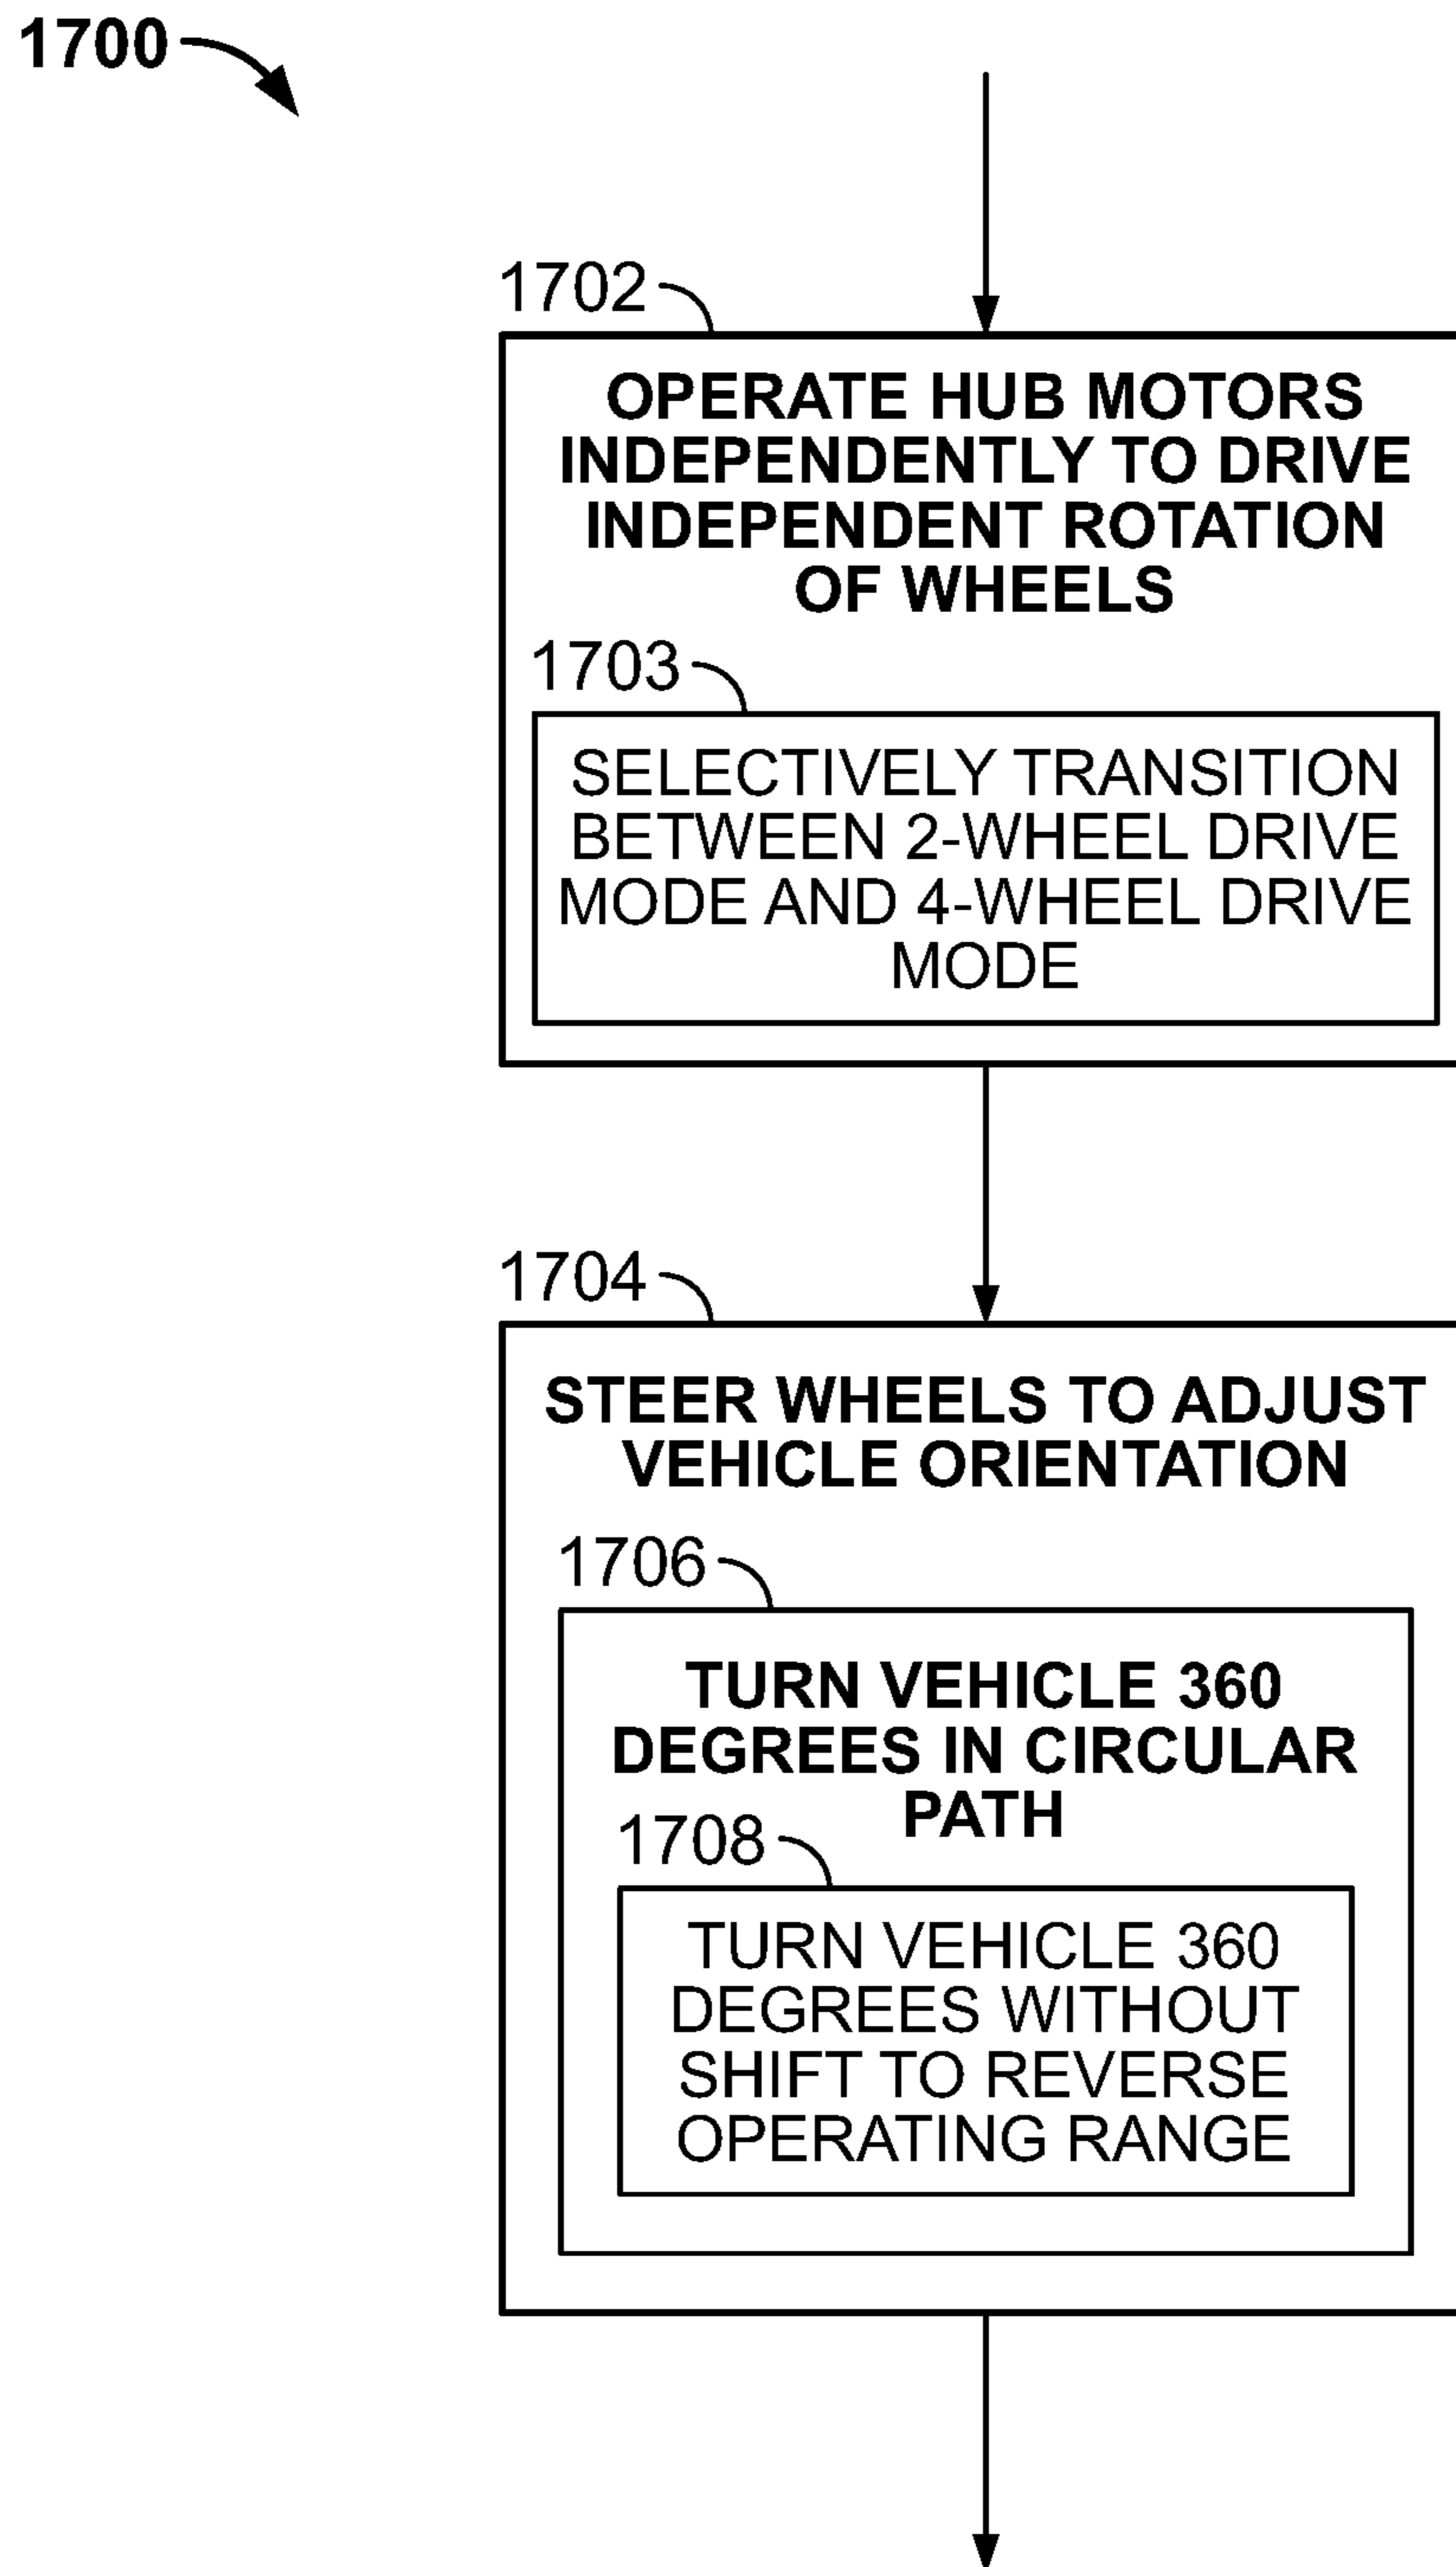 1700
1702
OPERATE HUB MOTORS
INDEPENDENTLY TO DRIVE
INDEPENDENT ROTATION
OF WHEELS
1703
SELECTIVELY TRANSITION
BETWEEN 2-WHEEL DRIVE
MODE AND 4-WHEEL DRIVE
MODE
1704
STEER WHEELS TO ADJUST
VEHICLE ORIENTATION
1706
TURN VEHICLE 360
DEGREES IN CIRCULAR
PATH
1708
TURN VEHICLE 360
DEGREES WITHOUT
SHIFT TO REVERSE
OPERATING RANGE